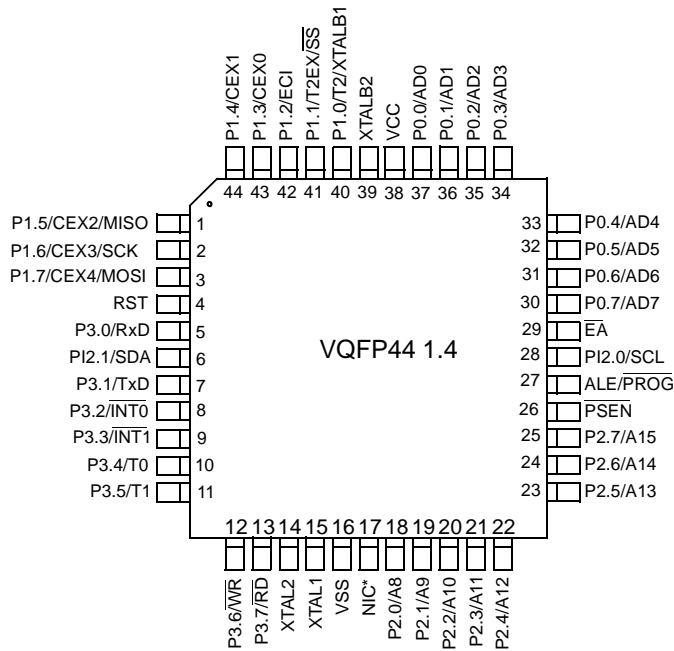 P1.4/CEX1
P1.3/CEX0
P1.2/ECI
P1.1/T2EX/S̅S̅
P1.0/T2/XTALB1
XTALB2
VCC
P0.0/AD0
P0.1/AD1
P0.2/AD2
P0.3/AD3
44 43 42 41 40 39 38 37 36 35 34
P1.5/CEX2/MISO 1
P1.6/CEX3/SCK 2
P1.7/CEX4/MOSI 3
RST 4
P3.0/RxD 5
PI2.1/SDA 6
P3.1/TxD 7
P3.2/I̅N̅T̅0̅ 8
P3.3/I̅N̅T̅1̅ 9
P3.4/T0 10
P3.5/T1 11
VQFP44 1.4
33 P0.4/AD4
32 P0.5/AD5
31 P0.6/AD6
30 P0.7/AD7
29 E̅A̅
28 PI2.0/SCL
27 ALE/P̅R̅O̅G̅
26 P̅S̅E̅N̅
25 P2.7/A15
24 P2.6/A14
23 P2.5/A13
12 13 14 15 16 17 18 19 20 21 22
P3.6/W̅R̅
P3.7/R̅D̅
XTAL2
XTAL1
VSS
NIC*
P2.0/A8
P2.1/A9
P2.2/A10
P2.3/A11
P2.4/A12